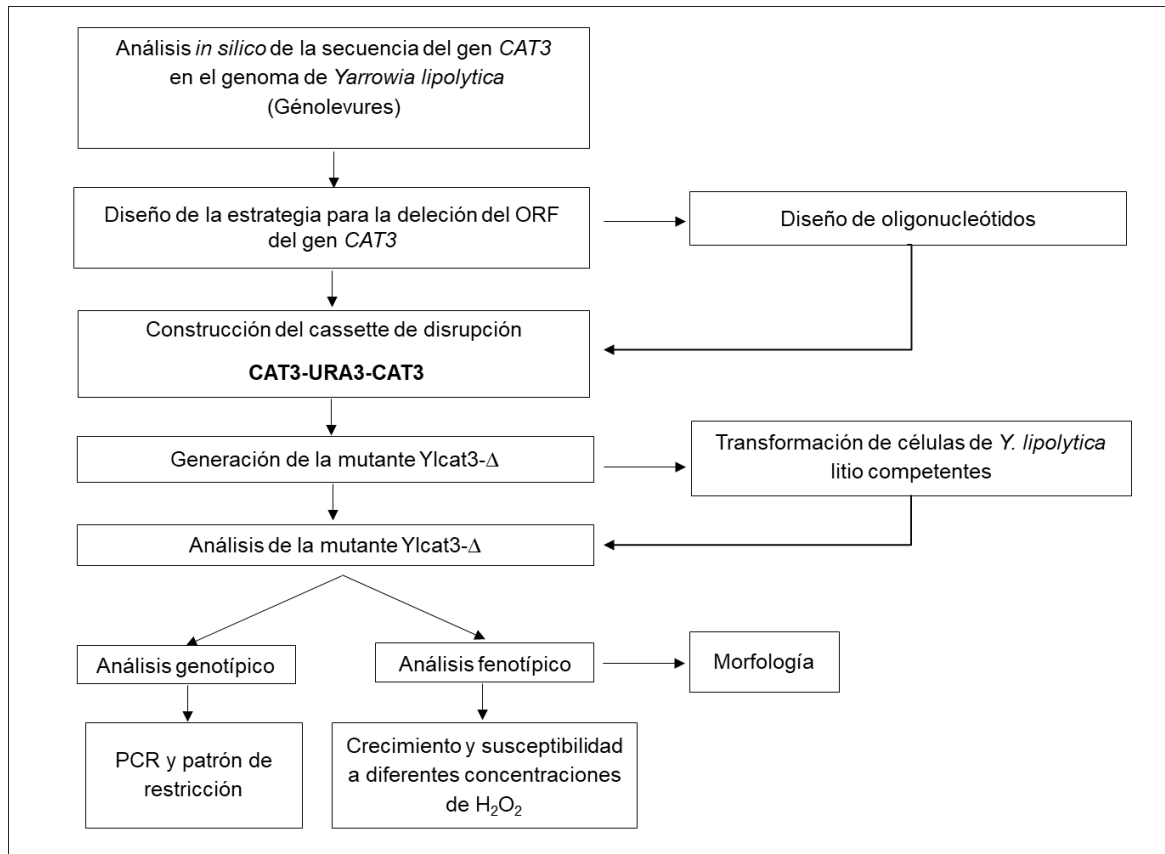 Análisis in silico de la secuencia del gen CAT3
en el genoma de Yarrowia lipolytica
(Génolevures)
Diseño de la estrategia para la deleción del ORF
del gen CAT3
Diseño de oligonucleótidos
Construcción del cassette de disrupción
CAT3-URA3-CAT3
Generación de la mutante Ylcat3-Δ
Transformación de células de Y. lipolytica
litio competentes
Análisis de la mutante Ylcat3-Δ
Análisis genotípico
Análisis fenotípico
Morfología
PCR y patrón de
restricción
Crecimiento y susceptibilidad
a diferentes concentraciones
de H₂O₂